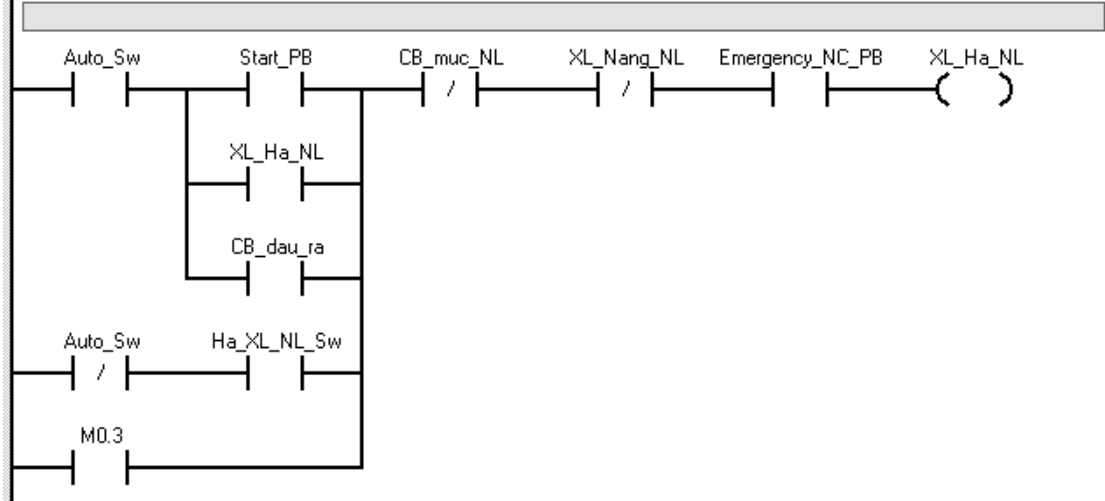 Auto_Sw Start_PB CB_muc_NL XL_Nang_NL Emergency_NC_PB XL_Ha_NL
XL_Ha_NL
CB_dau_ra
Auto_Sw Ha_XL_NL_Sw
M0.3